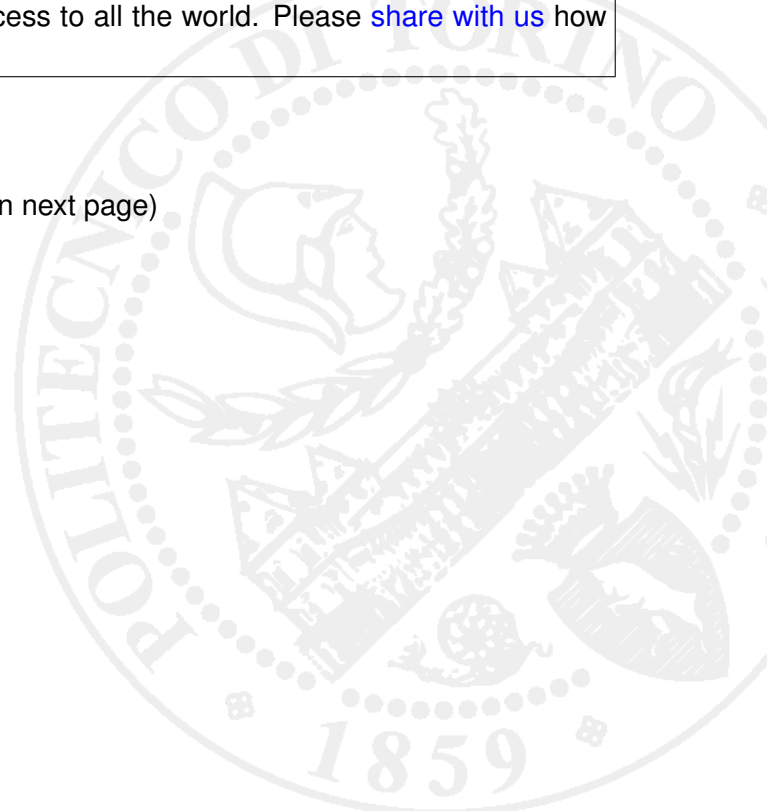 cess to all the world. Please share with us how
n next page)
POLITECNICO DI TORINO
1859